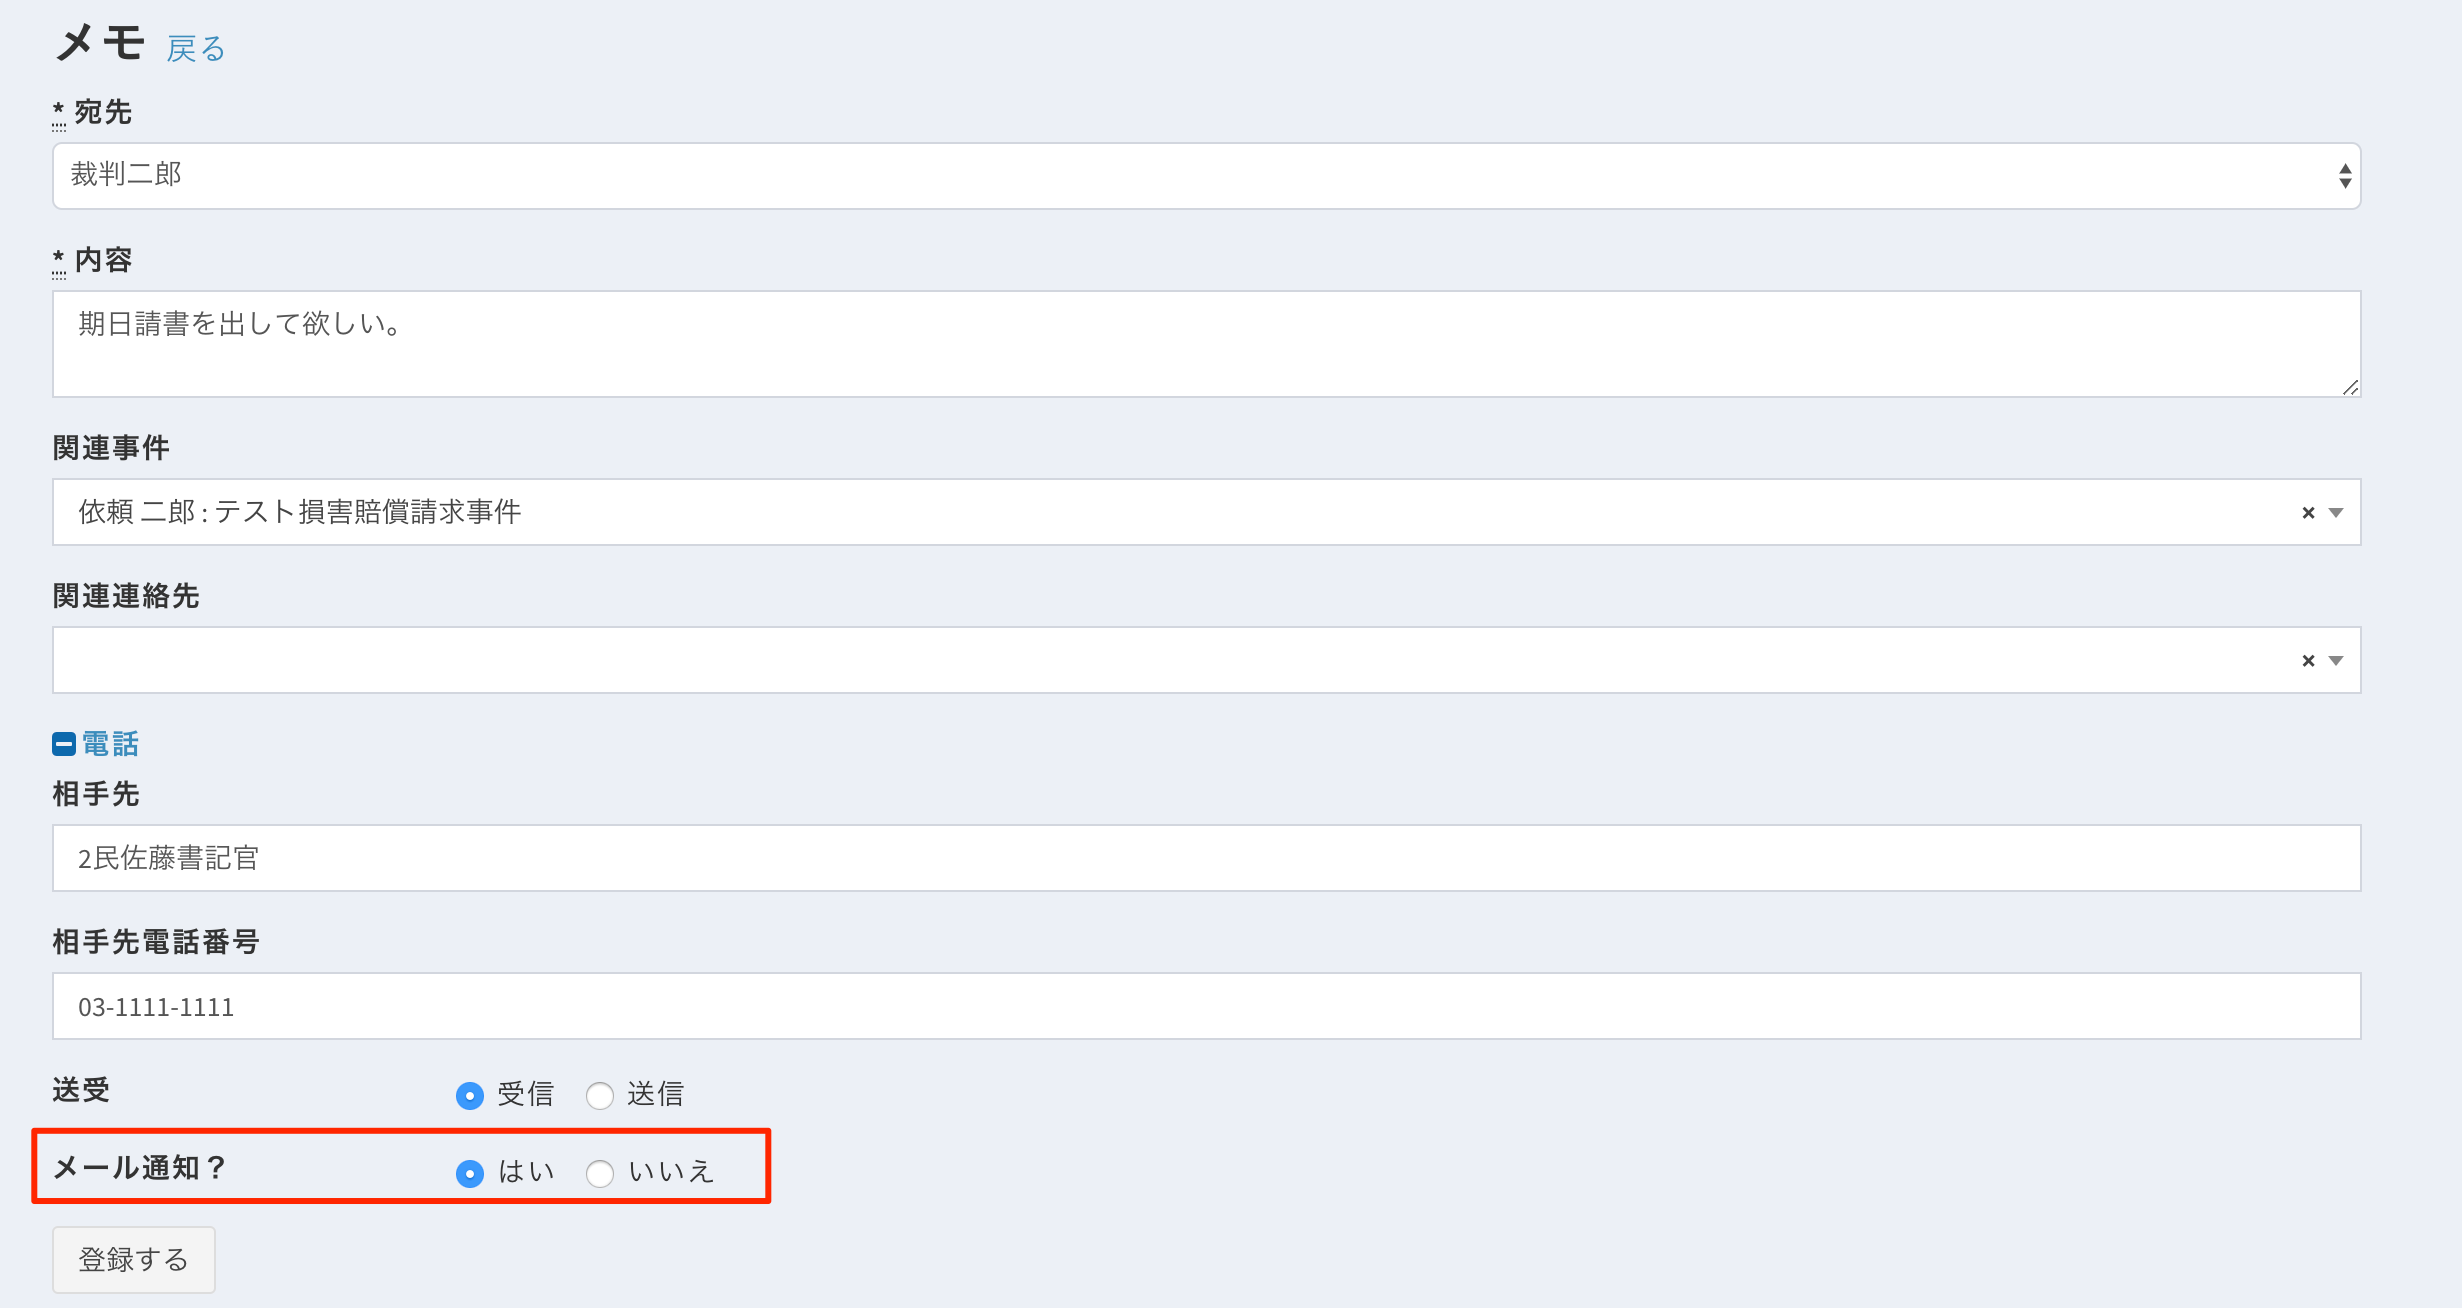 メモ 戻る
* 宛先
裁判二郎
* 内容
期日請書を出して欲しい。
関連事件
依頼 二郎 : テスト損害賠償請求事件
×
関連連絡先
×
電話
相手先
2民佐藤書記官
相手先電話番号
03-1111-1111
送受 受信 送信
メール通知？ はい いいえ
登録する